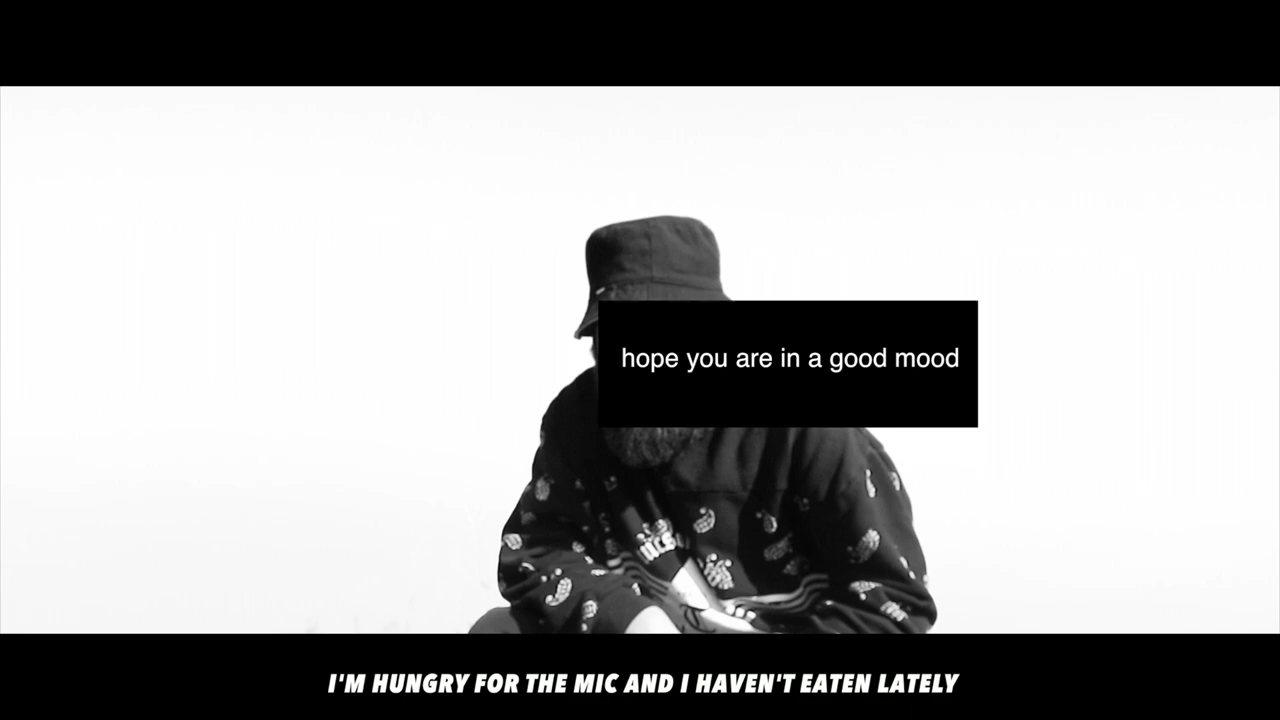 hope you are in a good mood
I'M HUNGRY FOR THE MIC AND I HAVEN'T EATEN LATELY